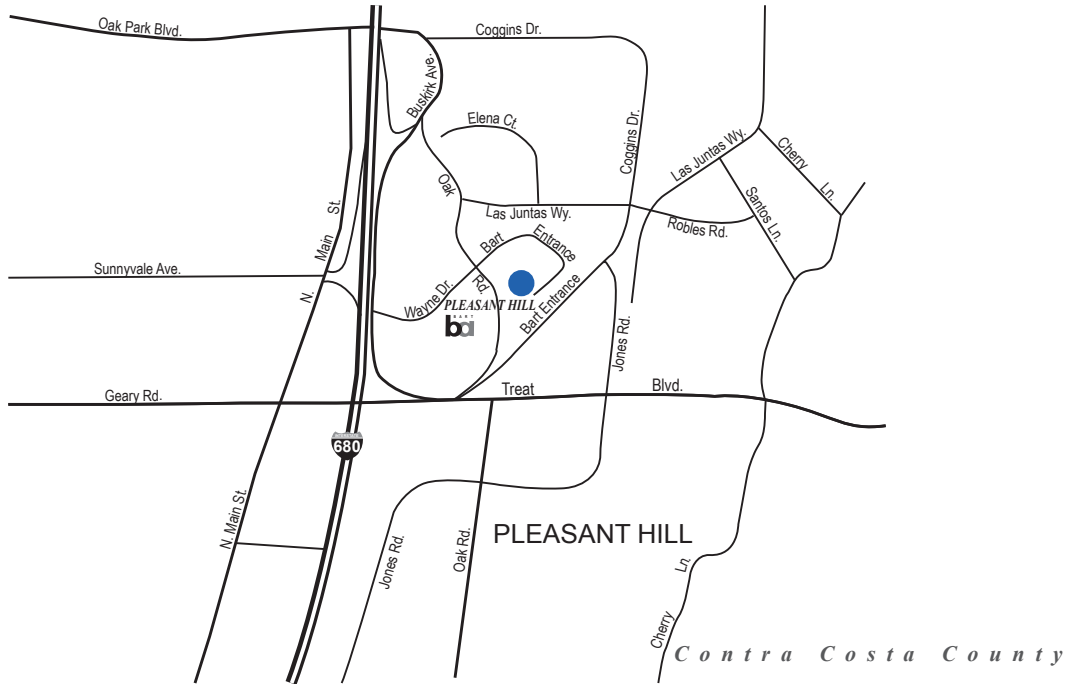 Oak Park Blvd.
Coggins Dr.
Buskirk Ave.
Elena Ct.
Coggins Dr.
Las Juntas Wy.
Cherry
Ln.
Oak
Rd.
Santos Ln.
Las Juntas Wy.
Robles Rd.
N. Main St.
Bart Entrance
Sunnyvale Ave.
Wayne Dr.
PLEASANT HILL
BART
ba
Bart Entrance
Jones Rd.
Geary Rd.
Treat Blvd.
INTERSTATE
680
N. Main St.
Jones Rd.
Oak Rd.
PLEASANT HILL
Cherry Ln.
Contra Costa County